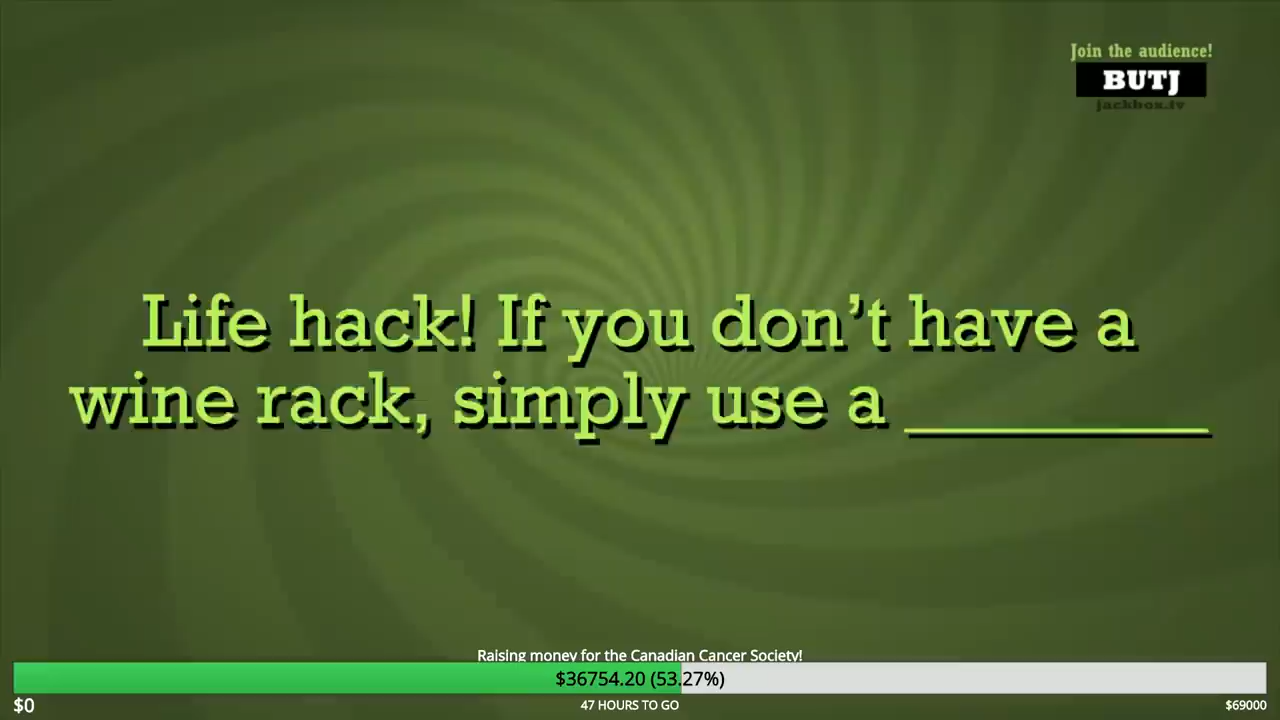 Join the audience!
BUTJ
jackbox.tv
Life hack! If you don’t have a
wine rack, simply use a ________
Raising money for the Canadian Cancer Society!
$36754.20 (53.27%)
$0
47 HOURS TO GO
$69000